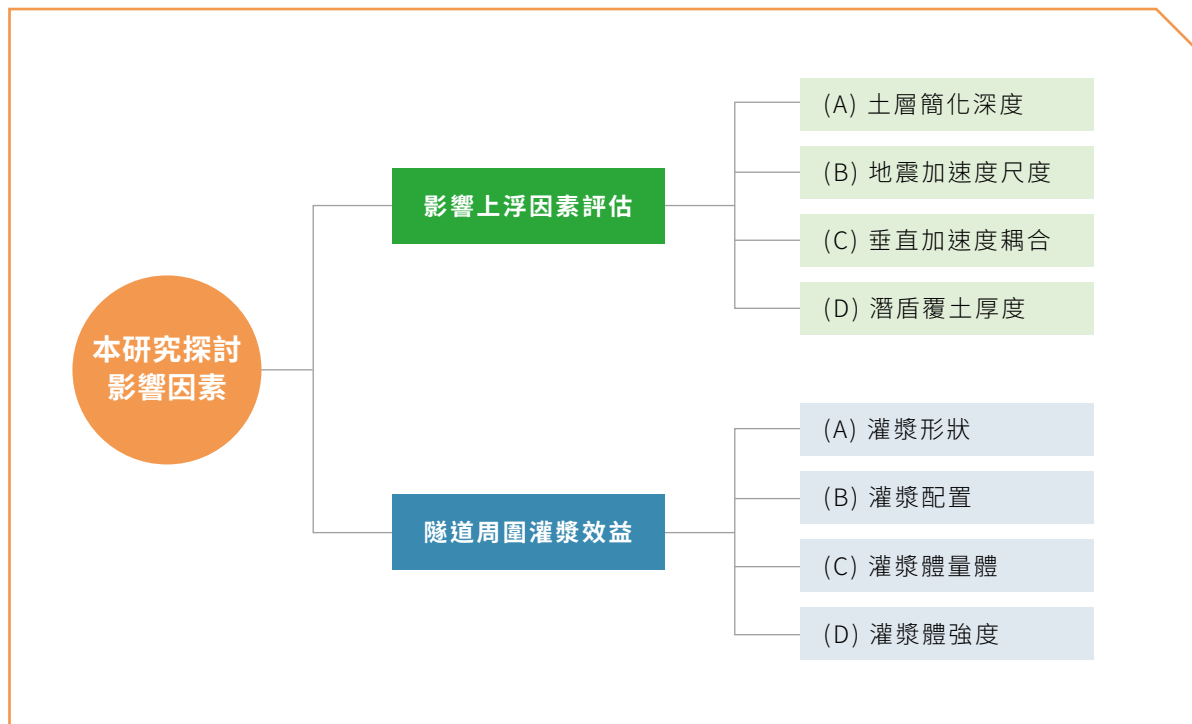 本研究探討
影響因素
影響上浮因素評估
(A) 土層簡化深度
(B) 地震加速度尺度
(C) 垂直加速度耦合
(D) 潛盾覆土厚度
隧道周圍灌漿效益
(A) 灌漿形狀
(B) 灌漿配置
(C) 灌漿體量體
(D) 灌漿體強度